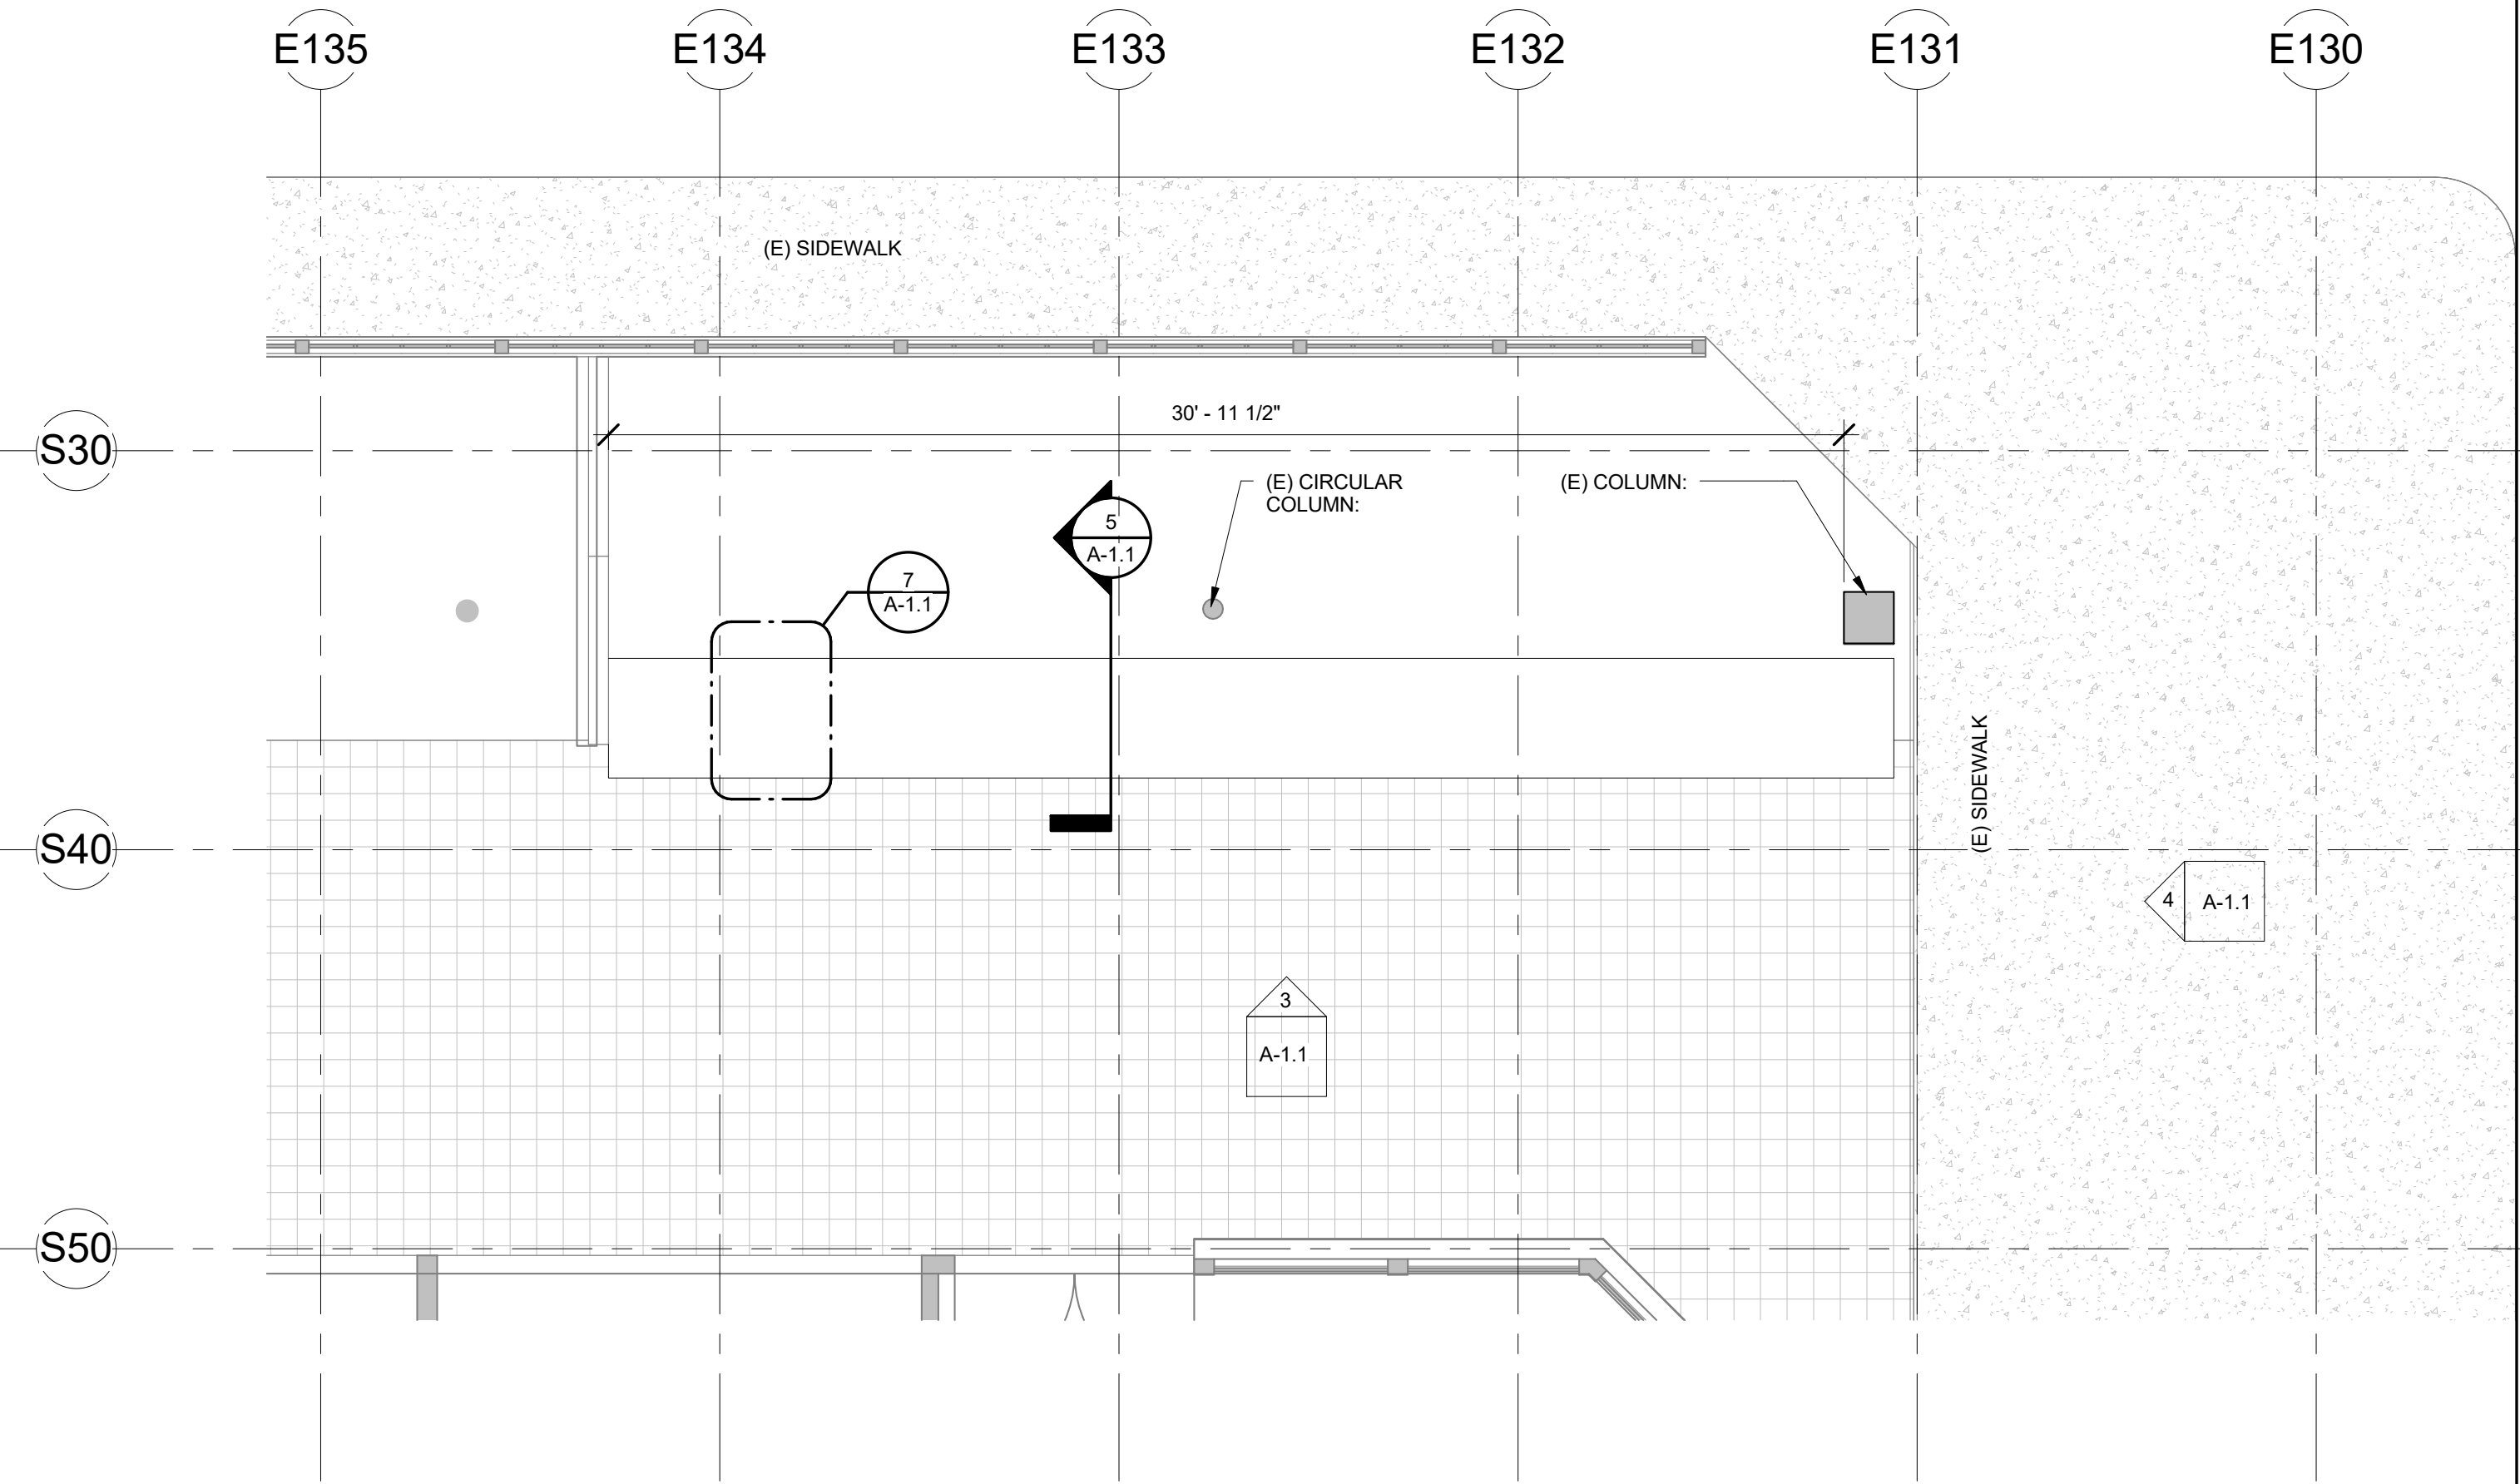 E135
E134
E133
E132
E131
E130
(E) SIDEWALK
30' - 11 1/2"
S30
(E) CIRCULAR
COLUMN:
(E) COLUMN:
5
A-1.1
7
A-1.1
(E) SIDEWALK
S40
4
A-1.1
3
A-1.1
S50